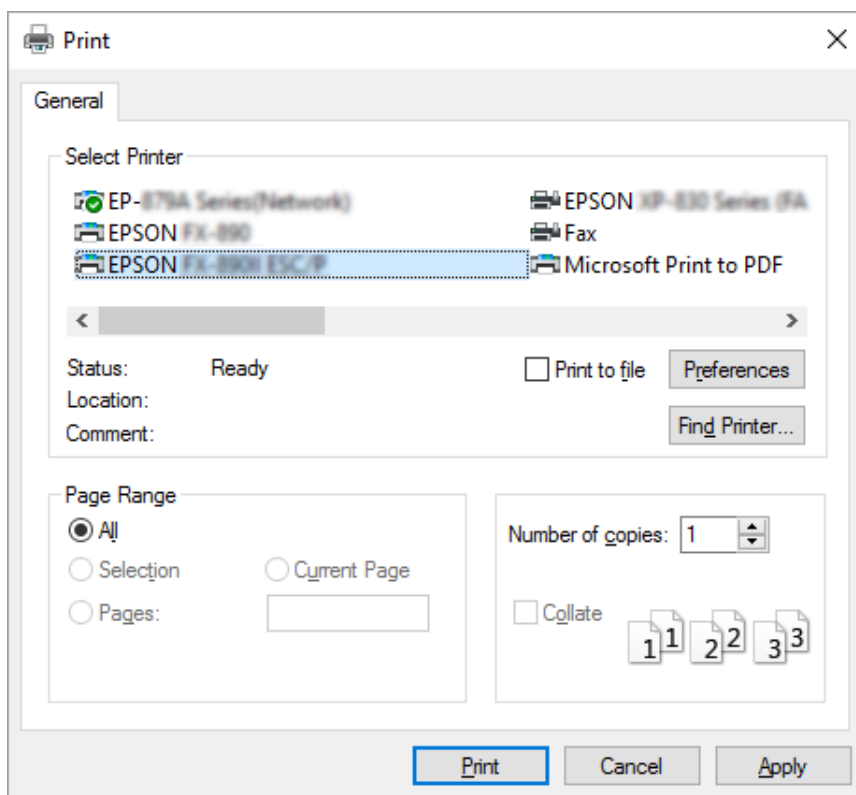 Print
General
Select Printer
EP-
EPSON
EPSON
EPSON
Fax
Microsoft Print to PDF
Status: Ready
Location:
Comment:
Print to file
Preferences
Find Printer...
Page Range
All
Selection
Current Page
Pages:
Number of copies: 1
Collate
1 1 2 2 3 3
Print Cancel Apply